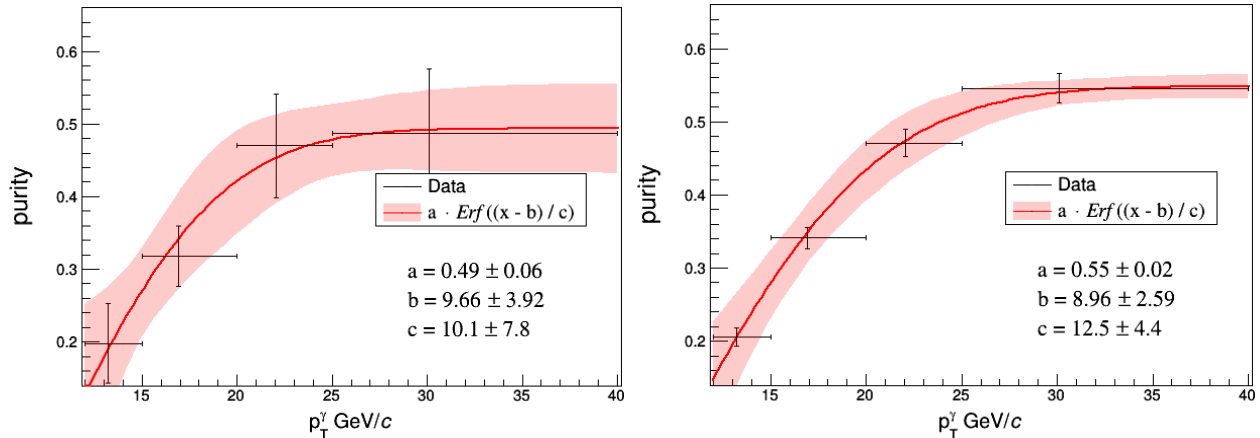 purity
0.6
0.5
0.4
0.3
0.2
Data
a · Erf ((x - b) / c)
a = 0.49 ± 0.06
b = 9.66 ± 3.92
c = 10.1 ± 7.8
15 20 25 30 35 40
p_T^γ GeV/c
purity
0.6
0.5
0.4
0.3
0.2
Data
a · Erf ((x - b) / c)
a = 0.55 ± 0.02
b = 8.96 ± 2.59
c = 12.5 ± 4.4
15 20 25 30 35 40
p_T^γ GeV/c